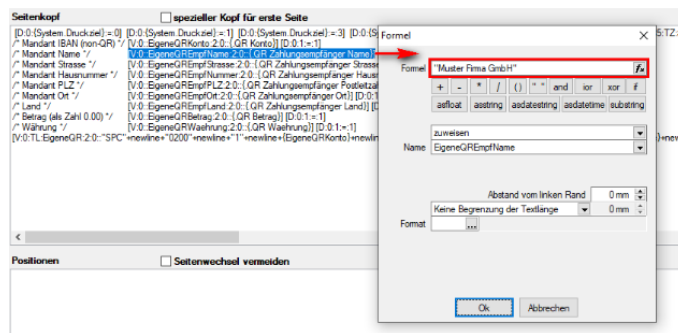 Seitenkopf
spezieller Kopf für erste Seite
[D:0:{System.Druckziel}:=:0] [D:0:{System.Druckziel}:=:1] [D:0:{System.Druckziel}:=:3] [D:0:{S
5:TZ:
/* Mandant IBAN (non-QR) */ [V:0::EigeneQRKonto:2:0::{.QR Konto}] [D:0:1:=:1]
/* Mandant Name */ [V:0::EigeneQREmpfName:2:0::{.QR Zahlungsempfänger Name}]
/* Mandant Strasse */ [V:0::EigeneQREmpfStrasse:2:0::{.QR Zahlungsempfänger Strasse
/* Mandant Hausnummer */ [V:0::EigeneQREmpfNummer:2:0::{.QR Zahlungsempfänger Hausn
/* Mandant PLZ */ [V:0::EigeneQREmpfPLZ:2:0::{.QR Zahlungsempfänger Postleitzal
/* Mandant Ort */ [V:0::EigeneQREmpfOrt:2:0::{.QR Zahlungsempfänger Ort}] [D:0:1
/* Land */ [V:0::EigeneQREmpfLand:2:0::{.QR Zahlungsempfänger Land}] [D
/* Betrag (als Zahl 0.00) */ [V:0::EigeneQRBetrag:2:0::{.QR Betrag}] [D:0:1:=:1]
/* Währung */ [V:0::EigeneQRWaehrung:2:0::{.QR Waehrung}] [D:0:1:=:1]
[V:0:TL:EigeneQR:2:0::"SPC"+newline+"0200"+newline+"1"+newline+{EigeneQRKonto}+newlin
}+new
Positionen
Seitenwechsel vermeiden
Formel
Formel "Muster Firma GmbH" fx
+ - * / () " " and ior xor if
asfloat asstring asdatestring asdatetime substring
zuweisen
Name EigeneQREmpfName
Abstand vom linken Rand 0 mm
Keine Begrenzung der Textlänge 0 mm
Format ...
Ok Abbrechen